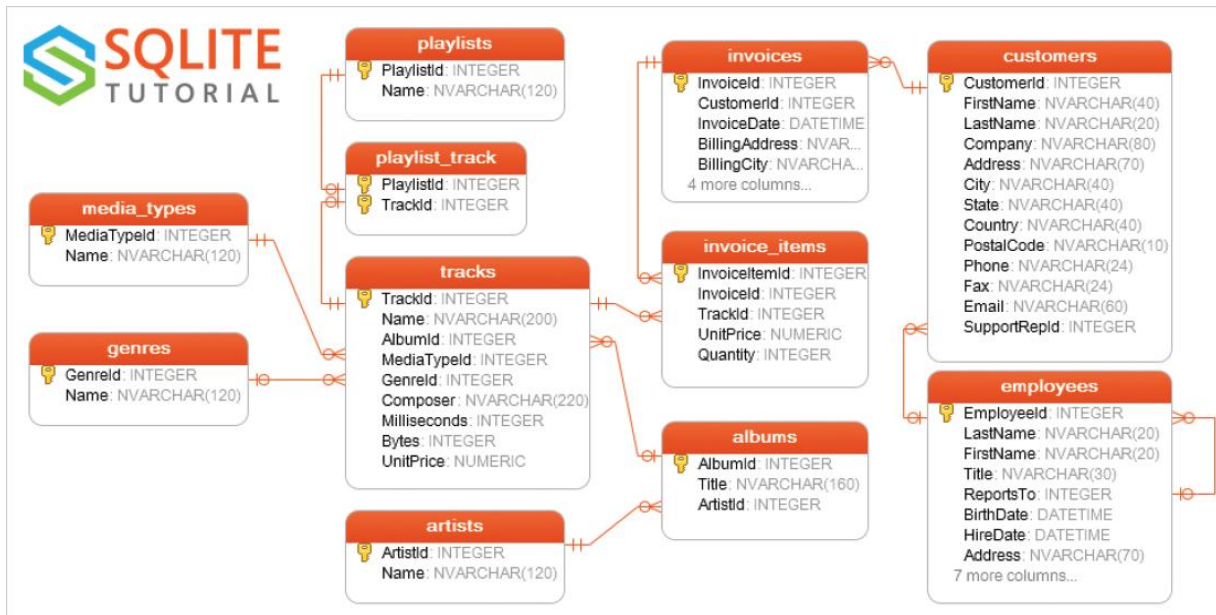 SQLITE
TUTORIAL
playlists
PlaylistId: INTEGER
Name: NVARCHAR(120)
playlist_track
PlaylistId: INTEGER
TrackId: INTEGER
media_types
MediaTypeId: INTEGER
Name: NVARCHAR(120)
genres
GenreId: INTEGER
Name: NVARCHAR(120)
tracks
TrackId: INTEGER
Name: NVARCHAR(200)
AlbumId: INTEGER
MediaTypeId: INTEGER
GenreId: INTEGER
Composer: NVARCHAR(220)
Milliseconds: INTEGER
Bytes: INTEGER
UnitPrice: NUMERIC
artists
ArtistId: INTEGER
Name: NVARCHAR(120)
invoices
InvoiceId: INTEGER
CustomerId: INTEGER
InvoiceDate: DATETIME
BillingAddress: NVAR...
BillingCity: NVARCHA...
4 more columns...
invoice_items
InvoiceItemId: INTEGER
InvoiceId: INTEGER
TrackId: INTEGER
UnitPrice: NUMERIC
Quantity: INTEGER
albums
AlbumId: INTEGER
Title: NVARCHAR(160)
ArtistId: INTEGER
customers
CustomerId: INTEGER
FirstName: NVARCHAR(40)
LastName: NVARCHAR(20)
Company: NVARCHAR(80)
Address: NVARCHAR(70)
City: NVARCHAR(40)
State: NVARCHAR(40)
Country: NVARCHAR(40)
PostalCode: NVARCHAR(10)
Phone: NVARCHAR(24)
Fax: NVARCHAR(24)
Email: NVARCHAR(60)
SupportRepId: INTEGER
employees
EmployeeId: INTEGER
LastName: NVARCHAR(20)
FirstName: NVARCHAR(20)
Title: NVARCHAR(30)
ReportsTo: INTEGER
BirthDate: DATETIME
HireDate: DATETIME
Address: NVARCHAR(70)
7 more columns...